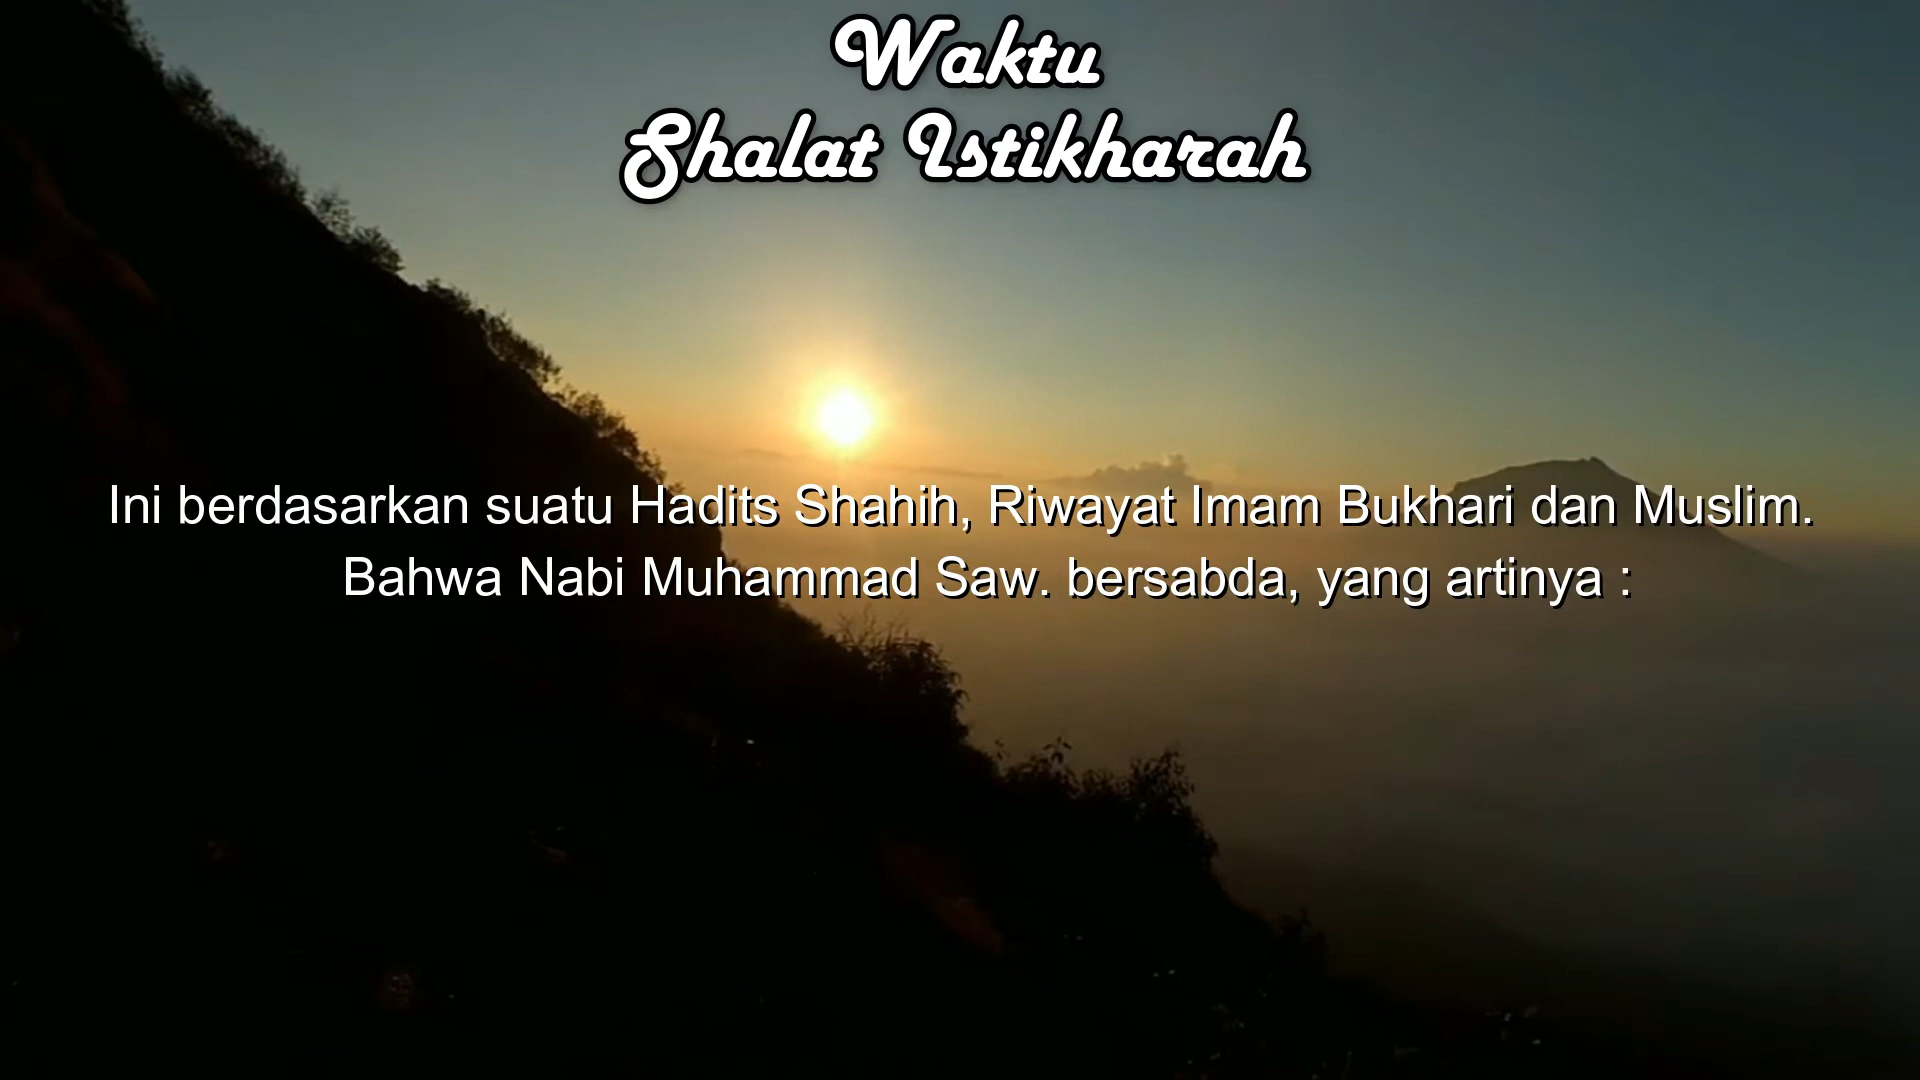 Waktu
Shalat Istikharah
Ini berdasarkan suatu Hadits Shahih, Riwayat Imam Bukhari dan Muslim.
Bahwa Nabi Muhammad Saw. bersabda, yang artinya :